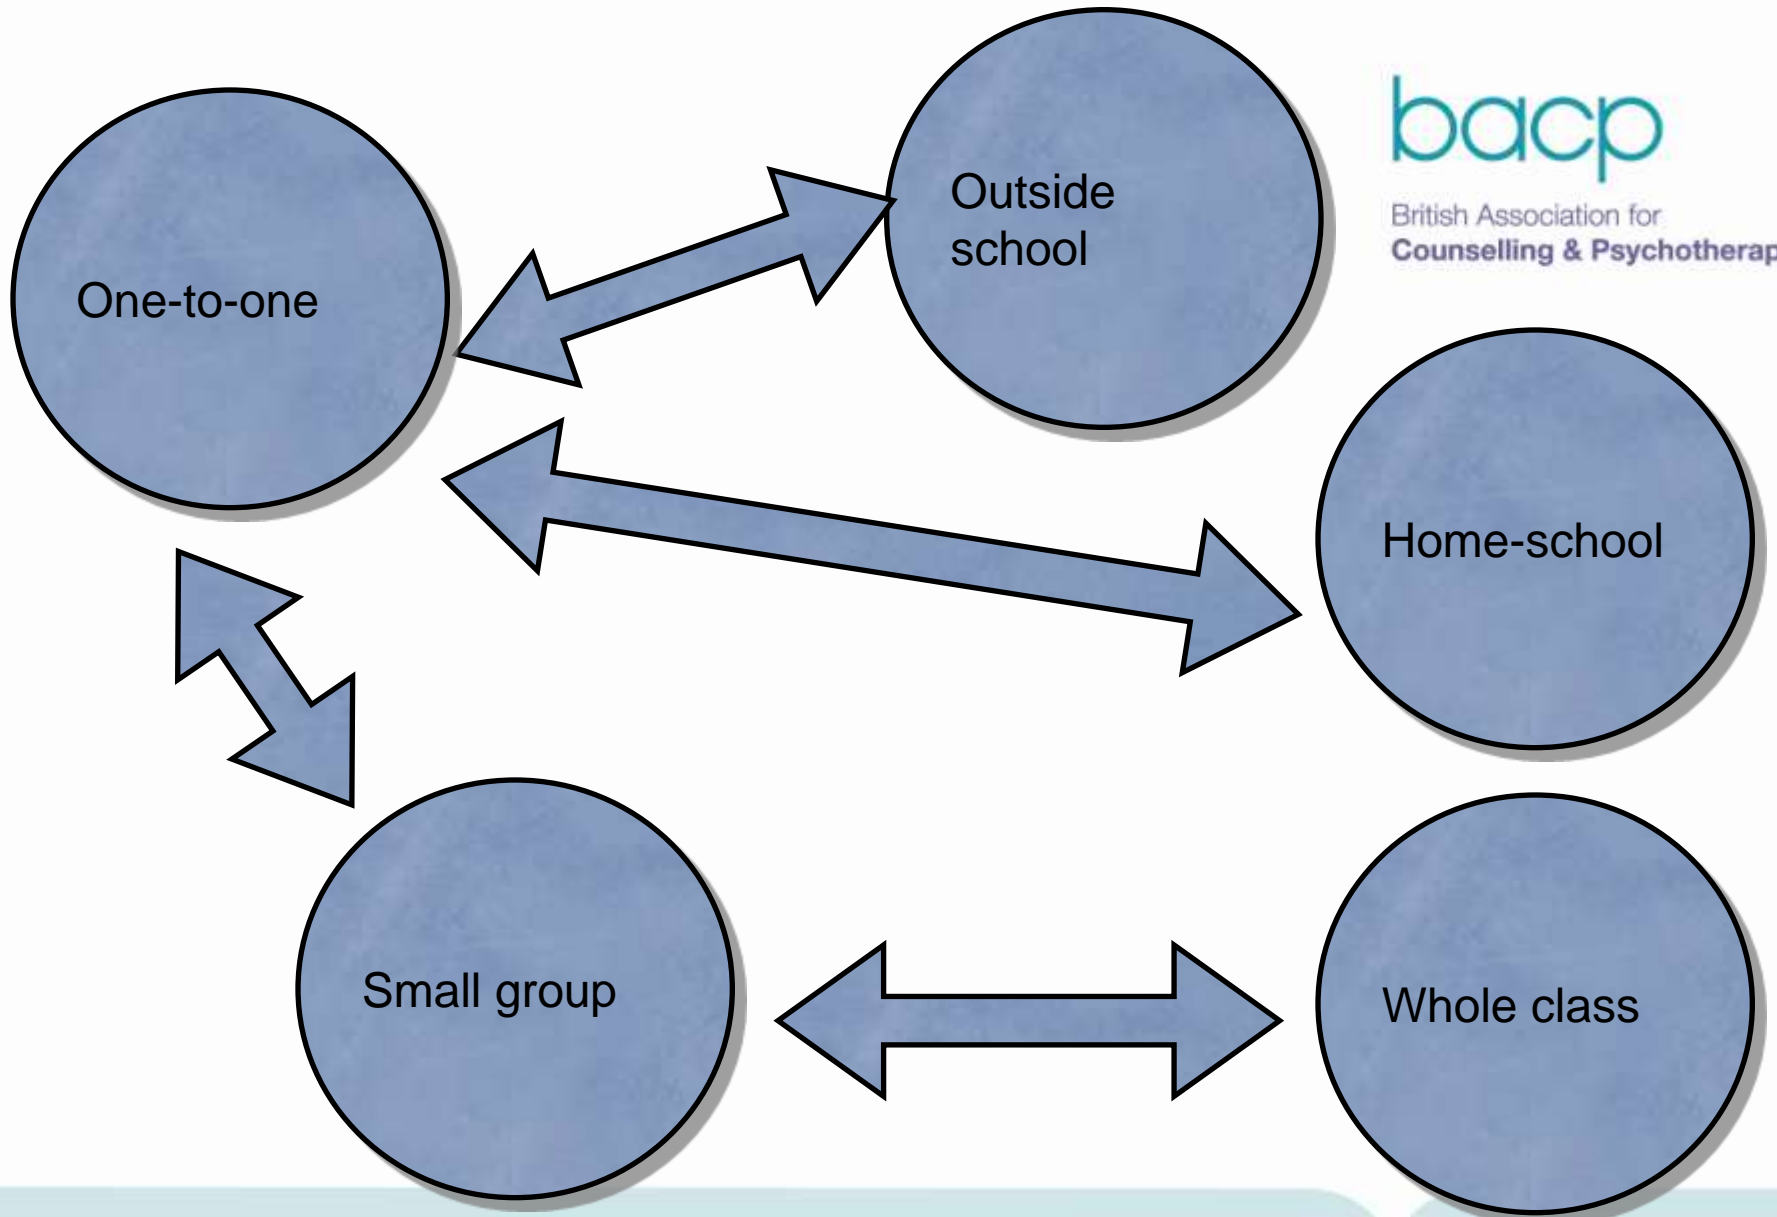 One-to-one
Outside
school
bacp
British Association for
Counselling & Psychotherap
Home-school
Small group
Whole class